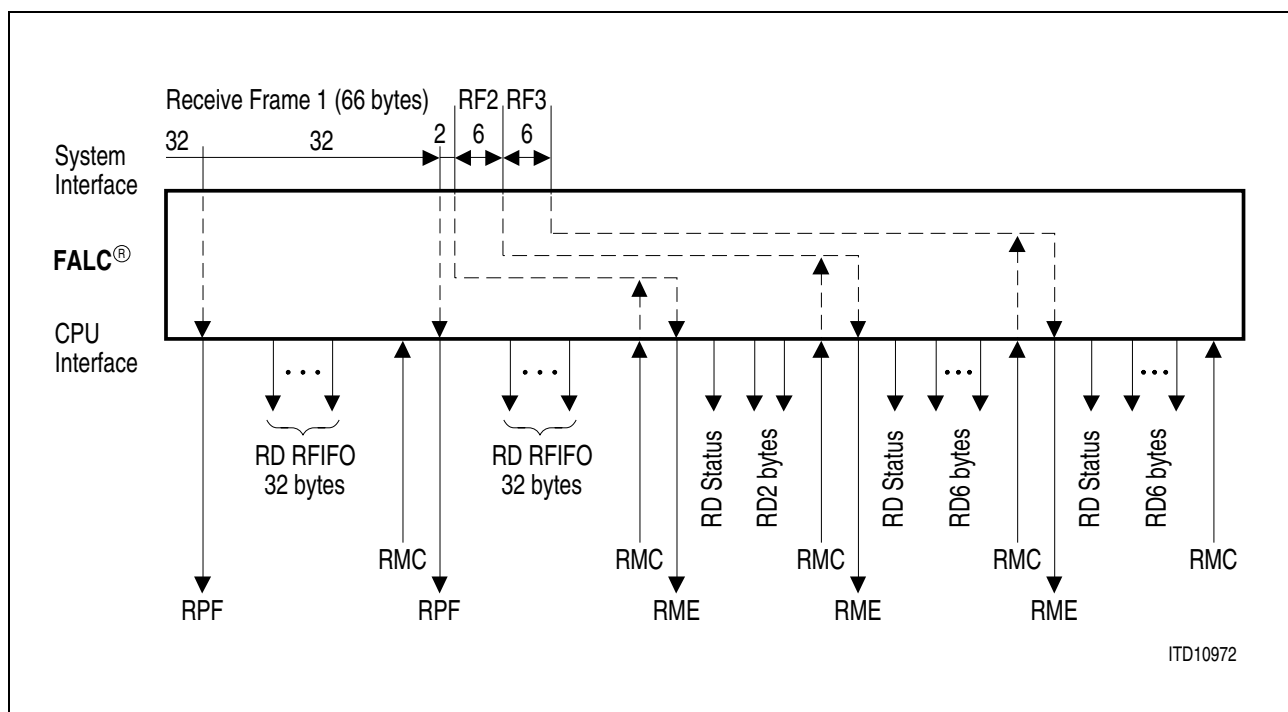 Receive Frame 1 (66 bytes) RF2 RF3
32 32 2 6 6
System
Interface
FALC®
CPU
Interface
• • • • • • ••• •••
RD RFIFO
32 bytes
RD RFIFO
32 bytes
RD Status
RD2 bytes
RD Status
RD6 bytes
RD Status
RD6 bytes
RMC RMC RMC RMC RMC
RPF RPF RME RME RME
ITD10972